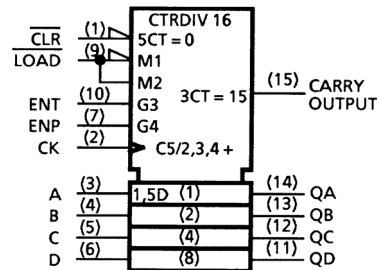 CTRDIV 16
CLR (1) 5CT = 0
LOAD (9) M1
M2
ENT (10) G3 3CT = 15 (15) CARRY OUTPUT
ENP (7) G4
CK (2) C5/2,3,4 +
A (3) 1,5D (1) (14) QA
B (4) (2) (13) QB
C (5) (4) (12) QC
D (6) (8) (11) QD